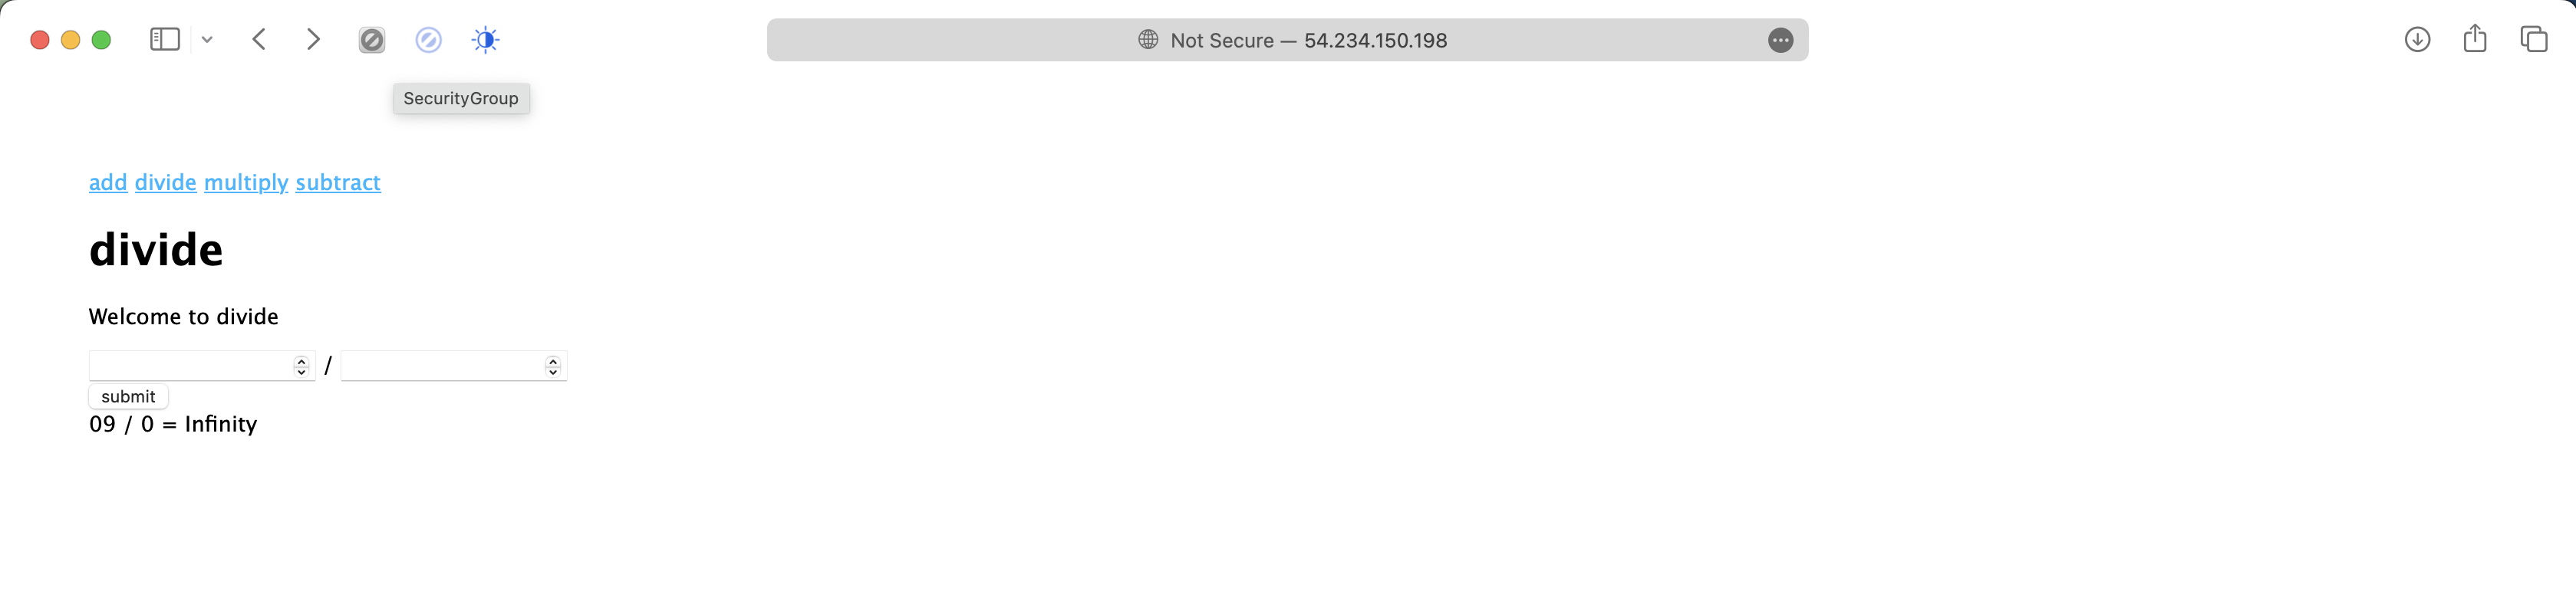 Not Secure — 54.234.150.198
SecurityGroup
add divide multiply subtract
divide
Welcome to divide
/
submit
09 / 0 = Infinity